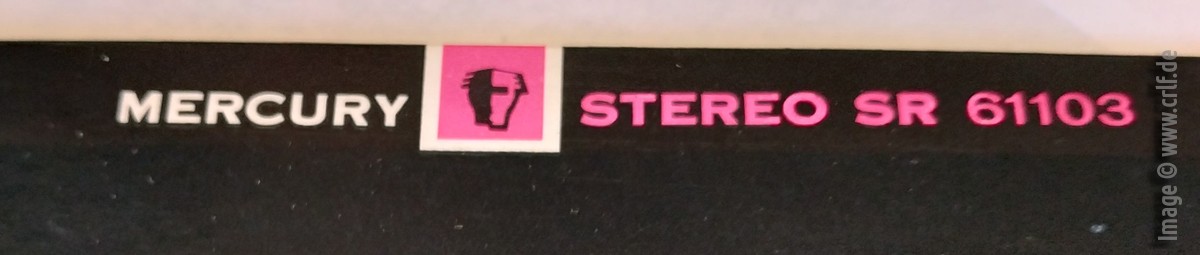 MERCURY STEREO SR 61103
Image © www.crlf.de